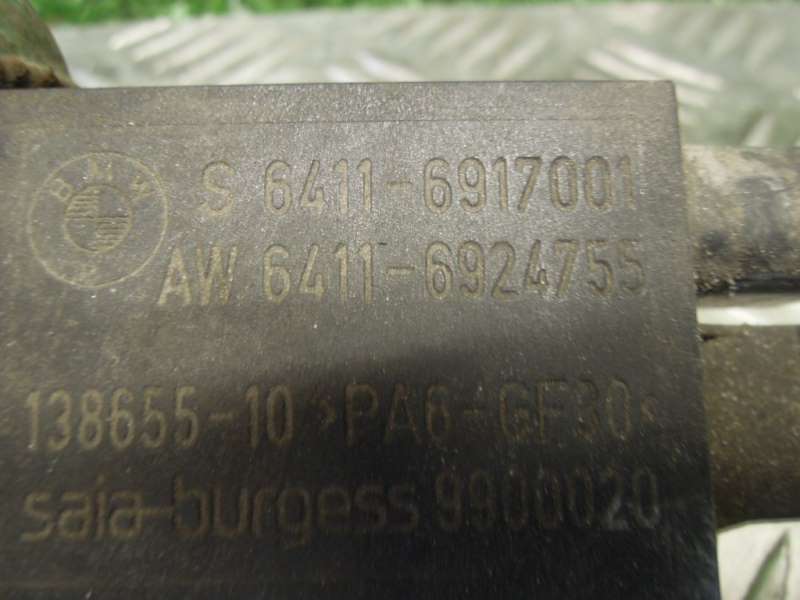 BMW
S 6411-6917001
AW 6411-6924755
138655-10 >PA6-GF30<
saia-burgess 9900020